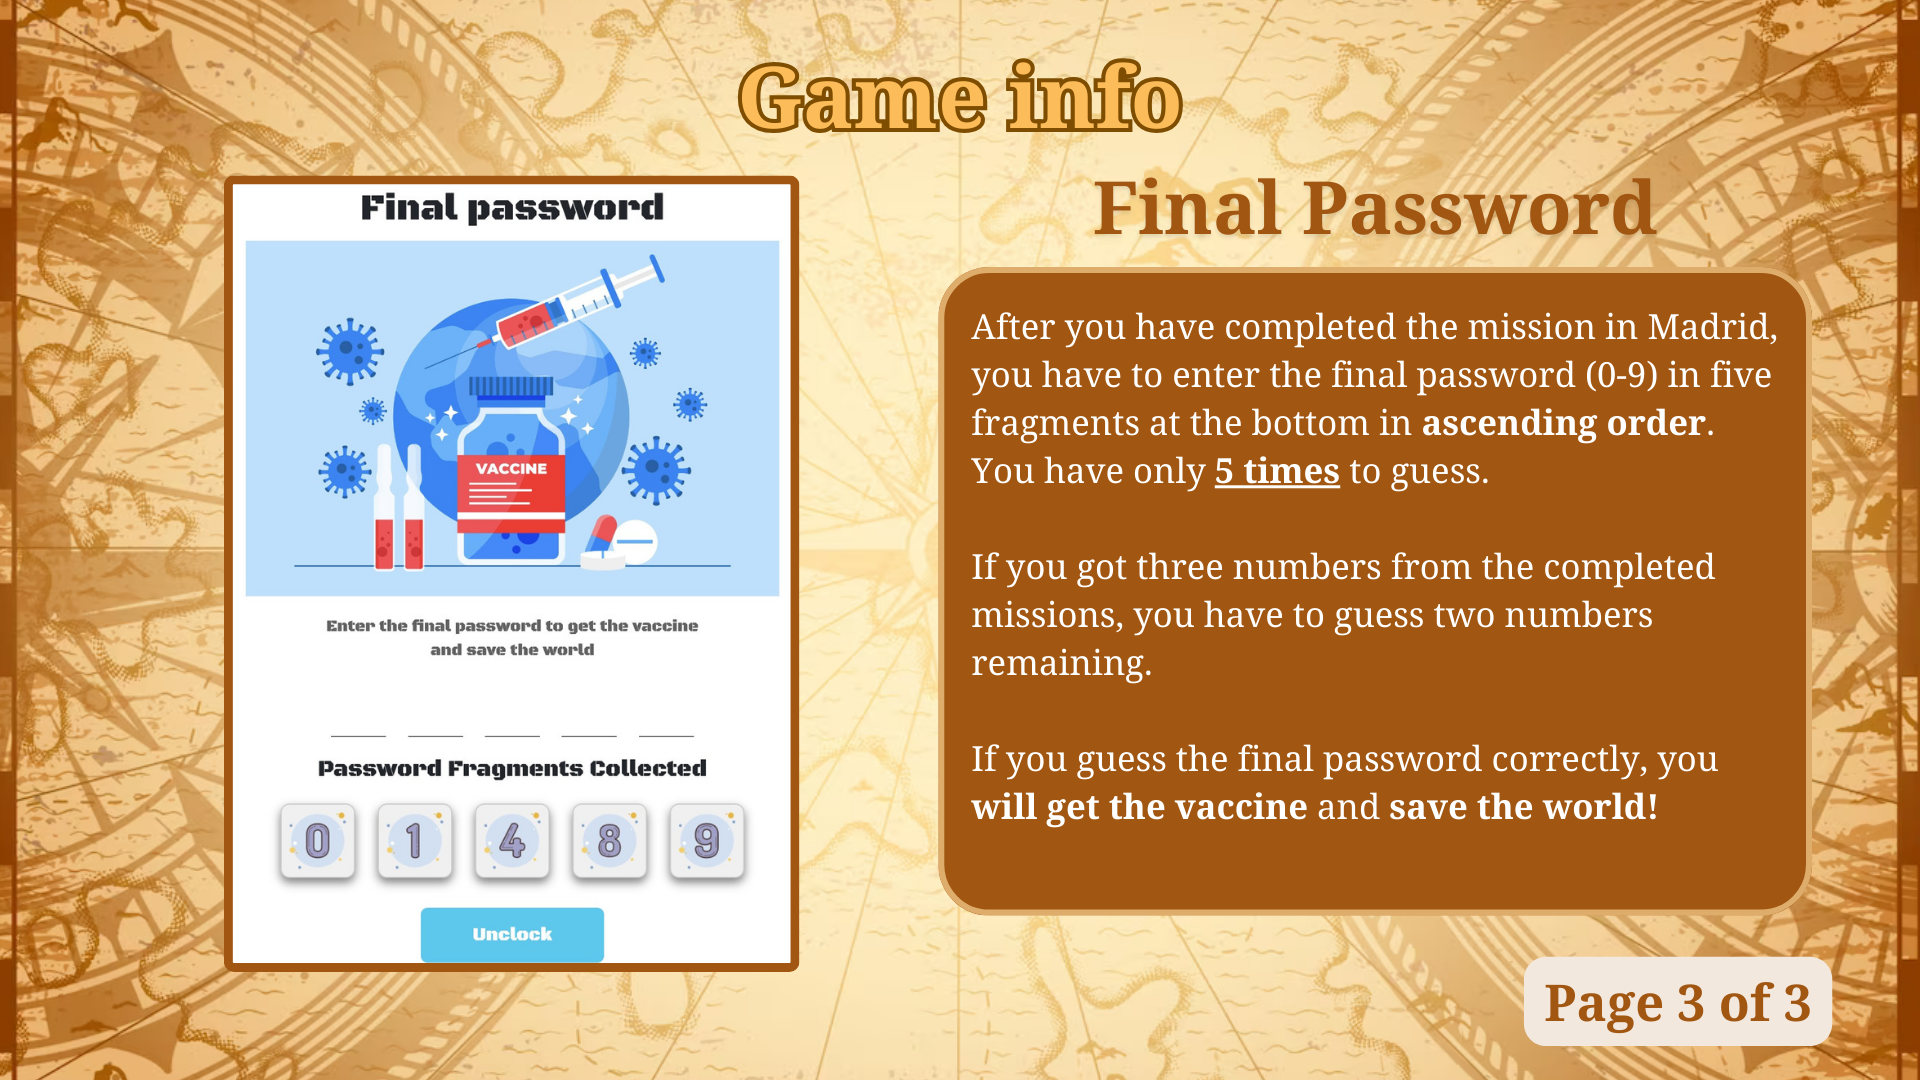 Game info
Final password
VACCINE
Enter the final password to get the vaccine
and save the world
Password Fragments Collected
0 1 4 8 9
Unclock
Final Password
After you have completed the mission in Madrid,
you have to enter the final password (0-9) in five
fragments at the bottom in ascending order.
You have only 5 times to guess.
If you got three numbers from the completed
missions, you have to guess two numbers
remaining.
If you guess the final password correctly, you
will get the vaccine and save the world!
Page 3 of 3